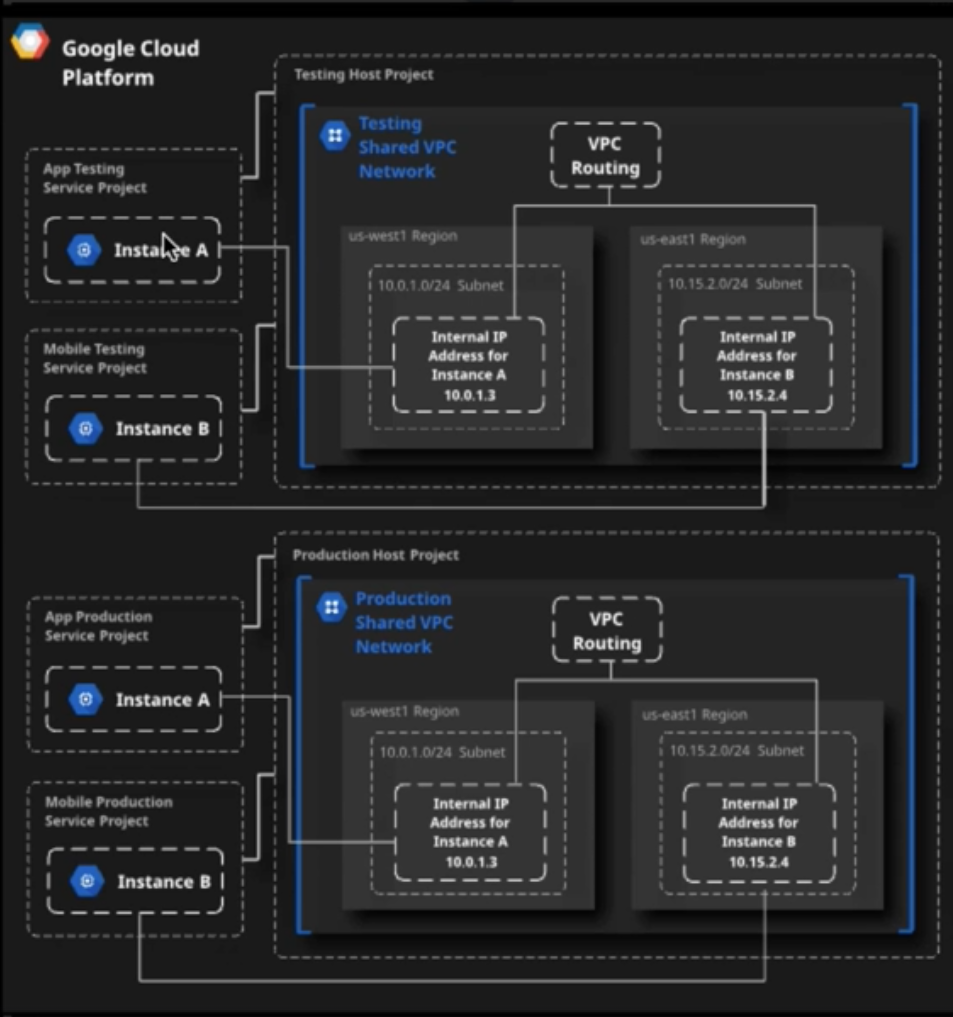 Google Cloud
Platform
Testing Host Project
Testing
Shared VPC
Network
VPC
Routing
App Testing
Service Project
Instance A
us-west1 Region
10.0.1.0/24 Subnet
Internal IP
Address for
Instance A
10.0.1.3
us-east1 Region
10.15.2.0/24 Subnet
Internal IP
Address for
Instance B
10.15.2.4
Mobile Testing
Service Project
Instance B
Production Host Project
Production
Shared VPC
Network
VPC
Routing
App Production
Service Project
Instance A
us-west1 Region
10.0.1.0/24 Subnet
Internal IP
Address for
Instance A
10.0.1.3
us-east1 Region
10.15.2.0/24 Subnet
Internal IP
Address for
Instance B
10.15.2.4
Mobile Production
Service Project
Instance B